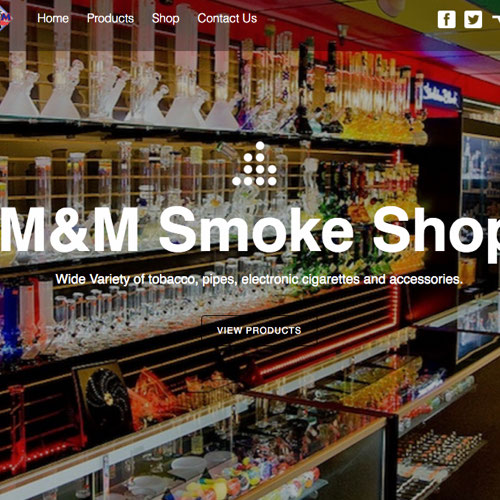 Home Products Shop Contact Us
M&M Smoke Shop
Wide Variety of tobacco, pipes, electronic cigarettes and accessories.
VIEW PRODUCTS